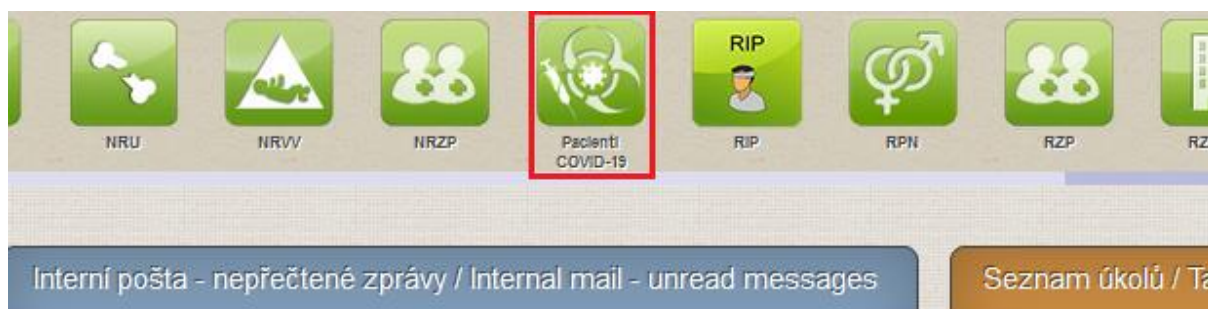 RIP
NRU
NRVV
NRZP
Pacienti
COVID-19
RIP
RPN
RZP
RZ
Interní pošta - nepřečtené zprávy / Internal mail - unread messages
Seznam úkolů / Ta